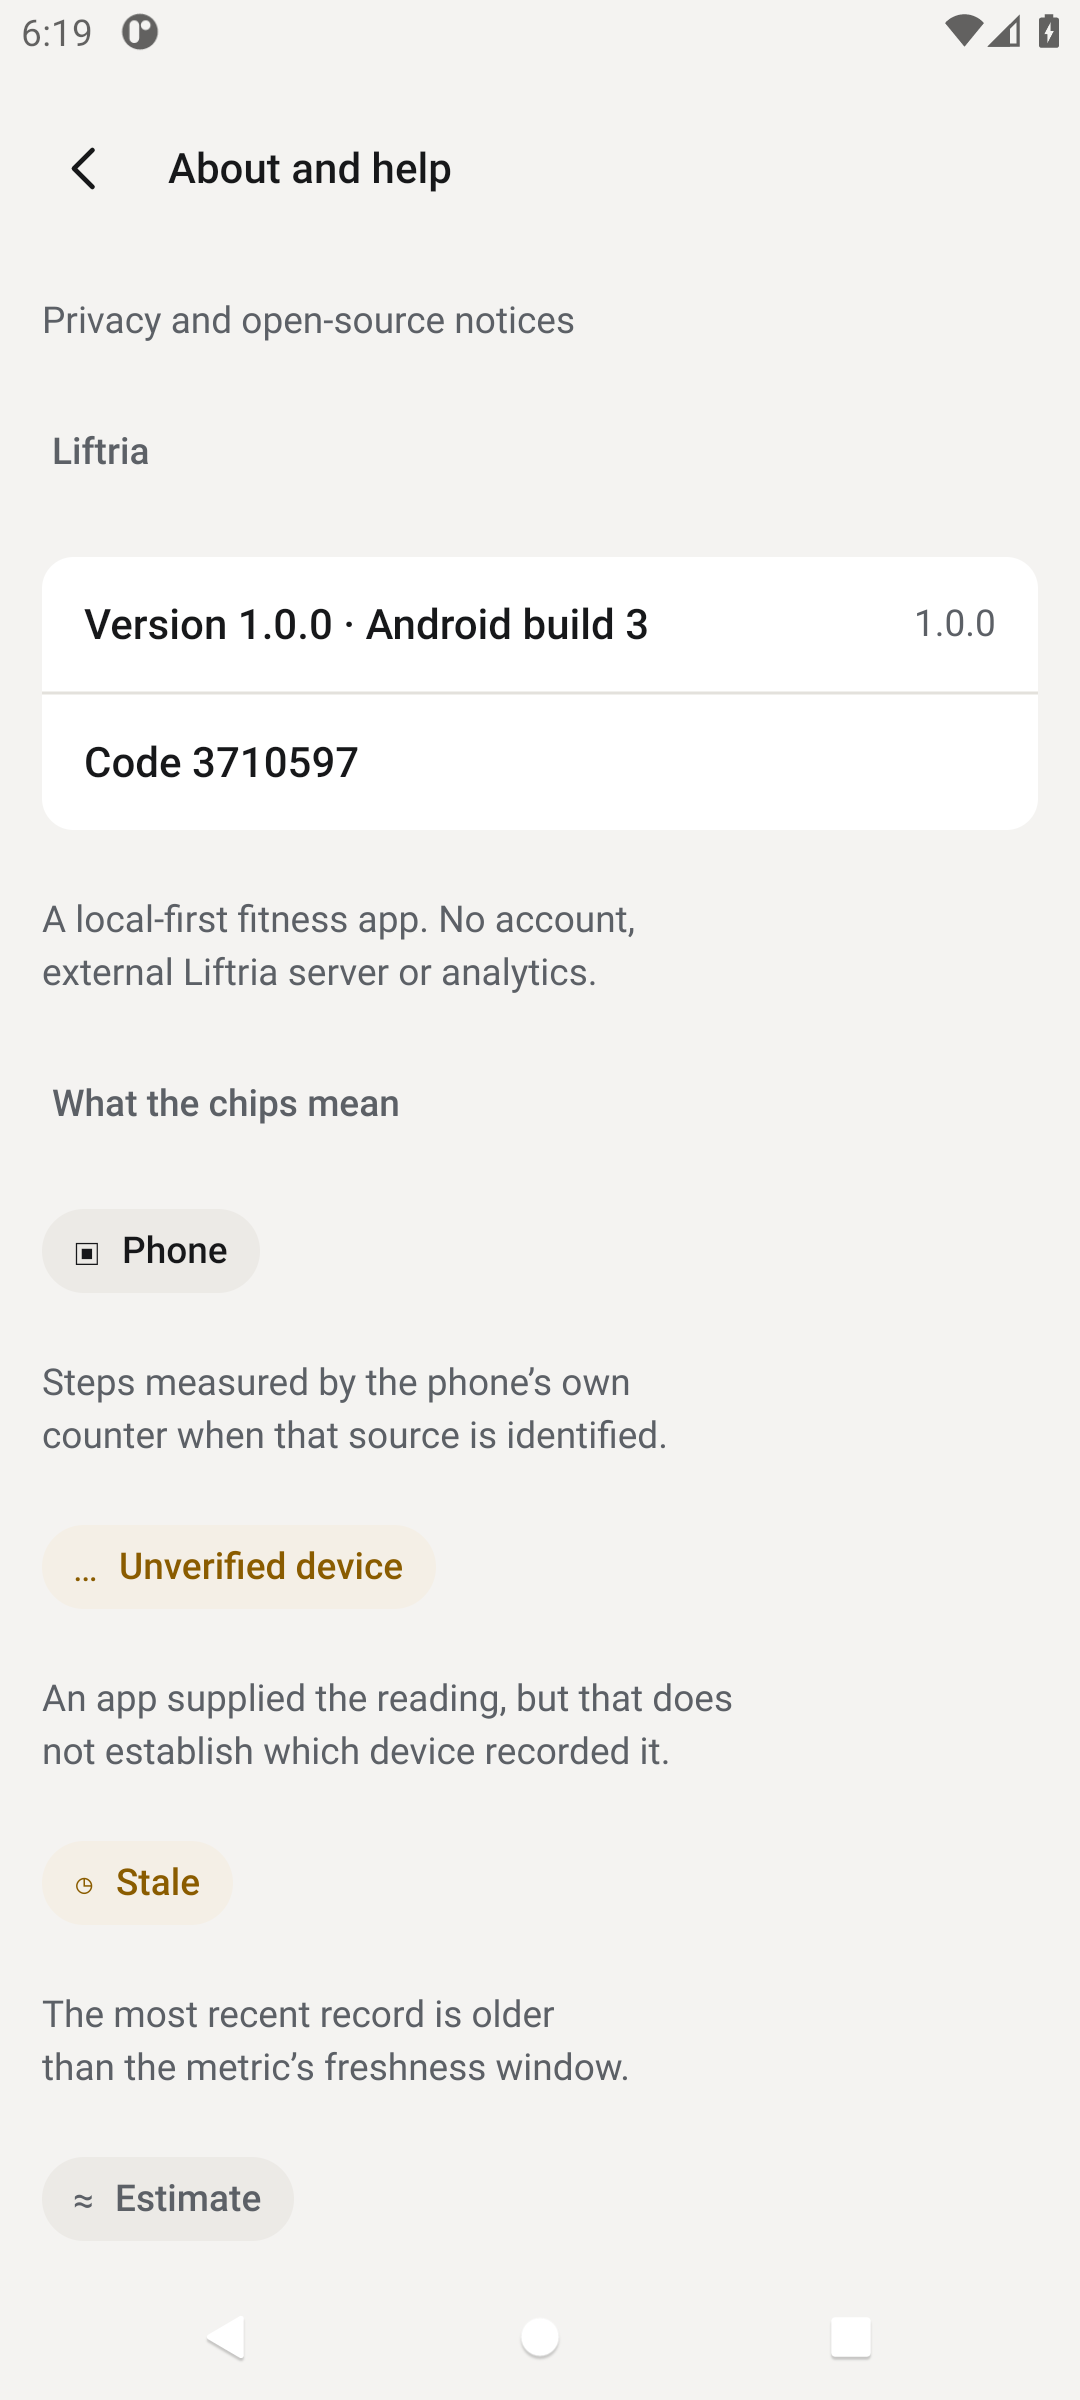 6:19
About and help
Privacy and open-source notices
Liftria
Version 1.0.0 · Android build 3 1.0.0
Code 3710597
A local-first fitness app. No account,
external Liftria server or analytics.
What the chips mean
▣ Phone
Steps measured by the phone’s own
counter when that source is identified.
… Unverified device
An app supplied the reading, but that does
not establish which device recorded it.
◷ Stale
The most recent record is older
than the metric’s freshness window.
≈ Estimate